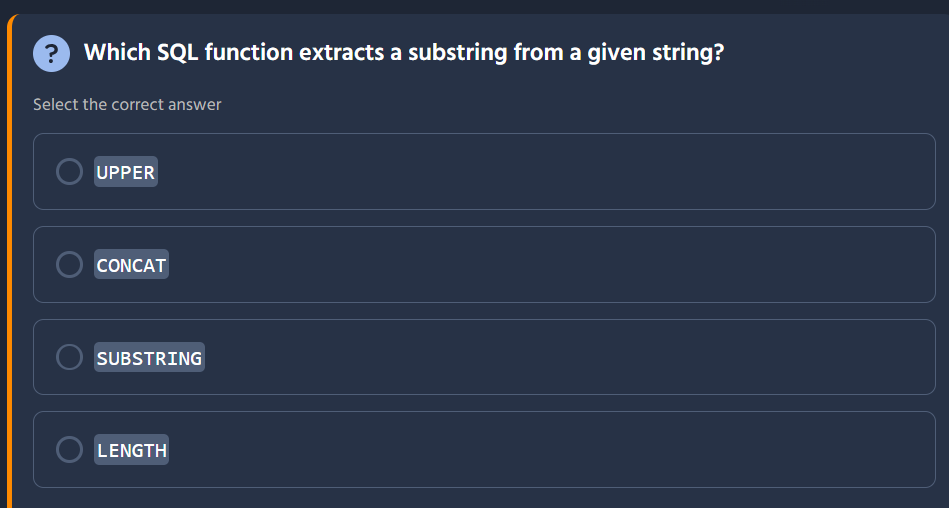 ?
Which SQL function extracts a substring from a given string?
Select the correct answer
UPPER
CONCAT
SUBSTRING
LENGTH